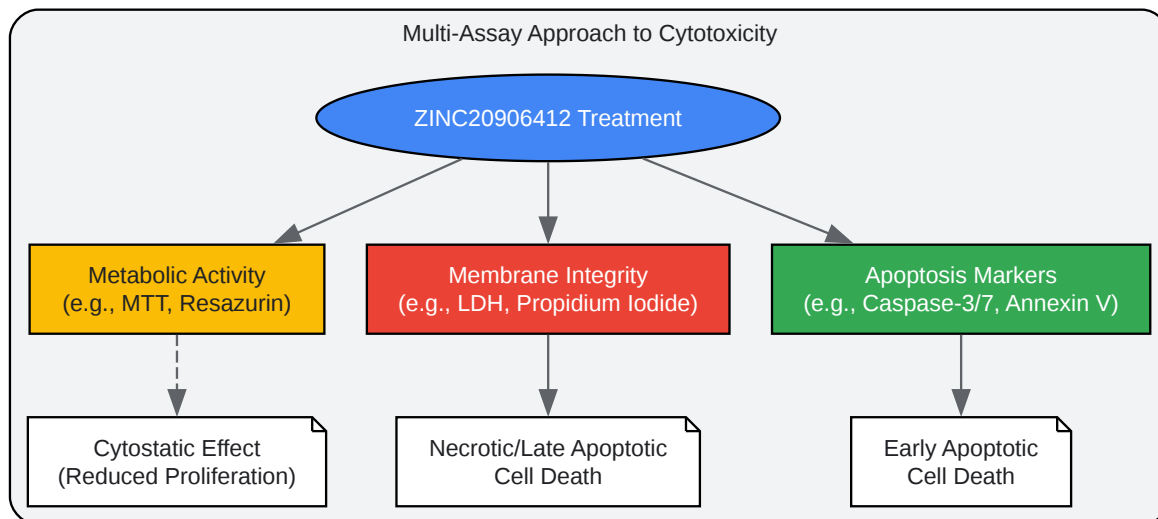 Multi-Assay Approach to Cytotoxicity
ZINC20906412 Treatment
Metabolic Activity
(e.g., MTT, Resazurin)
Membrane Integrity
(e.g., LDH, Propidium Iodide)
Apoptosis Markers
(e.g., Caspase-3/7, Annexin V)
Cytostatic Effect
(Reduced Proliferation)
Necrotic/Late Apoptotic
Cell Death
Early Apoptotic
Cell Death